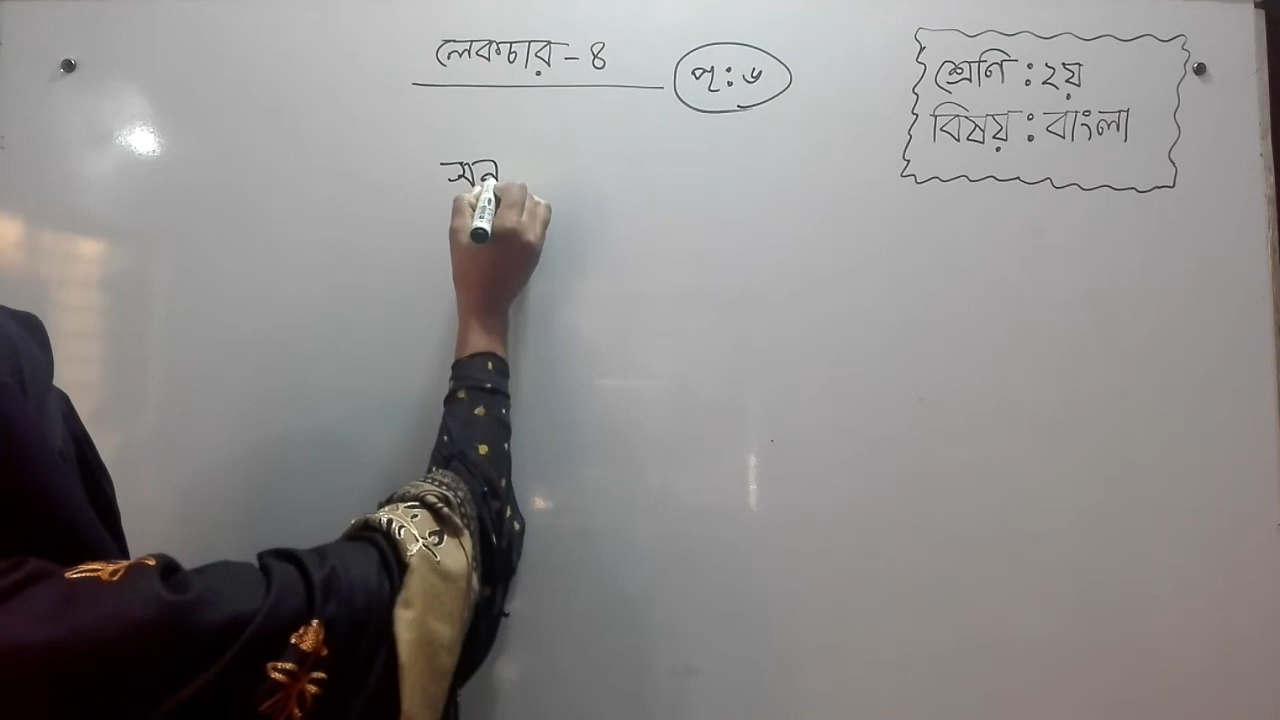 লেকচার - ৪
পৃ: ৬
শ্রেণি : ২য়
বিষয় : বাংলা